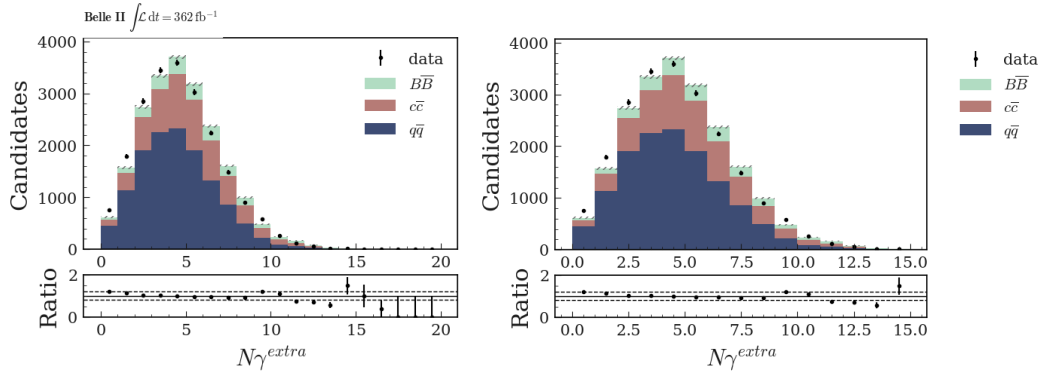 Belle II ∫ℒ dt = 362 fb⁻¹
4000
3000
2000
1000
0
Candidates
data
BB̅
cc̅
qq̅
0 5 10 15 20
2
0
Ratio
0 5 10 15 20
Nγ^extra
4000
3000
2000
1000
0
Candidates
data
BB̅
cc̅
qq̅
0.0 2.5 5.0 7.5 10.0 12.5 15.0
2
0
Ratio
0.0 2.5 5.0 7.5 10.0 12.5 15.0
Nγ^extra